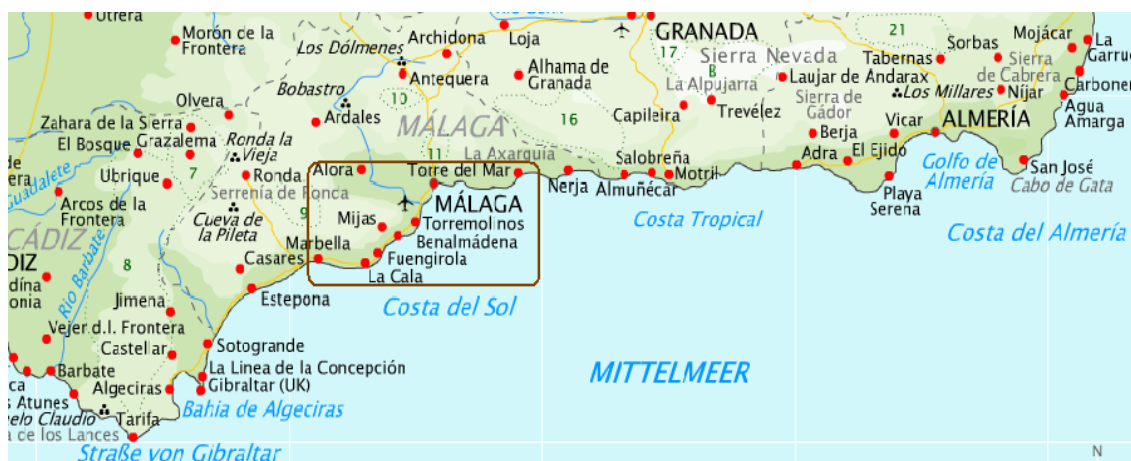 Utrera
Morón de la
Frontera
Los Dólmenes
Archidona
Loja
GRANADA
21
Mojácar
La
Sorbas
Tabernas
Sierra
de Cabrera
Sierra Nevada
17
8
La Alpujarra
Laujar de
Andarax
Antequera
Alhama de
Granada
Bobastro
10
Olvera
Ardales
MÁLAGA
16
Capileira
Trevélez
Sierra de
Gádor
Los Millares
Níjar
Agua
Amarga
Zahara de la Sierra
El Bosque
Grazalema
Ronda la
Vieja
Berja
Vicar
ALMERÍA
La Axarquía
11
Salobreña
Adra
El Ejido
Golfo de
Almería
San José
Cabo de Gata
Guadalete
7
Ubrique
Ronda
Alora
Torre del Mar
Nerja
Almuñécar
Motril
Playa
Serena
Serrenía de Ronca
9
Arcos de la
Frontera
Cueva de
la Pileta
Mijas
MÁLAGA
Torremolinos
Costa Tropical
Costa del Almería
CÁDIZ
Rio Barbate
Marbella
Benalmádena
8
Casares
Fuengirola
La Cala
Estepona
Costa del Sol
Jimena
Vejer d.l. Frontera
Castellar
Sotogrande
MITTELMEER
Barbate
La Linea de la Concepción
Algeciras
Gibraltar (UK)
Bahia de Algeciras
Tarifa
Straße von Gibraltar
N